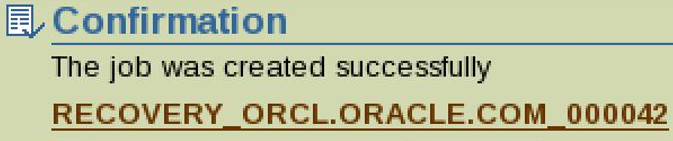 Confirmation
The job was created successfully
RECOVERY_ORCL.ORACLE.COM_000042